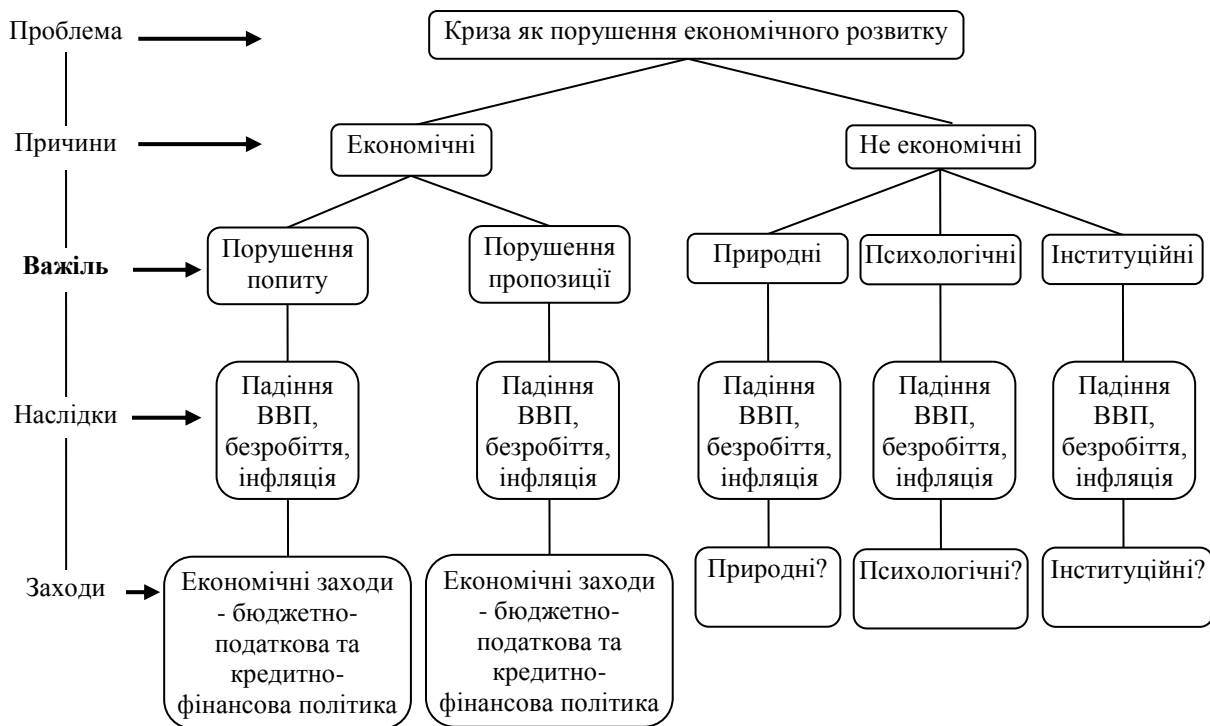 Проблема
Криза як порушення економічного розвитку
Причини
Економічні
Не економічні
Важіль
Порушення
попиту
Порушення
пропозиції
Природні
Психологічні
Інституційні
Наслідки
Падіння
ВВП,
безробіття,
інфляція
Падіння
ВВП,
безробіття,
інфляція
Падіння
ВВП,
безробіття,
інфляція
Падіння
ВВП,
безробіття,
інфляція
Падіння
ВВП,
безробіття,
інфляція
Заходи
Економічні заходи
- бюджетно-
податкова та
кредитно-
фінансова політика
Економічні заходи
- бюджетно-
податкова та
кредитно-
фінансова політика
Природні?
Психологічні?
Інституційні?